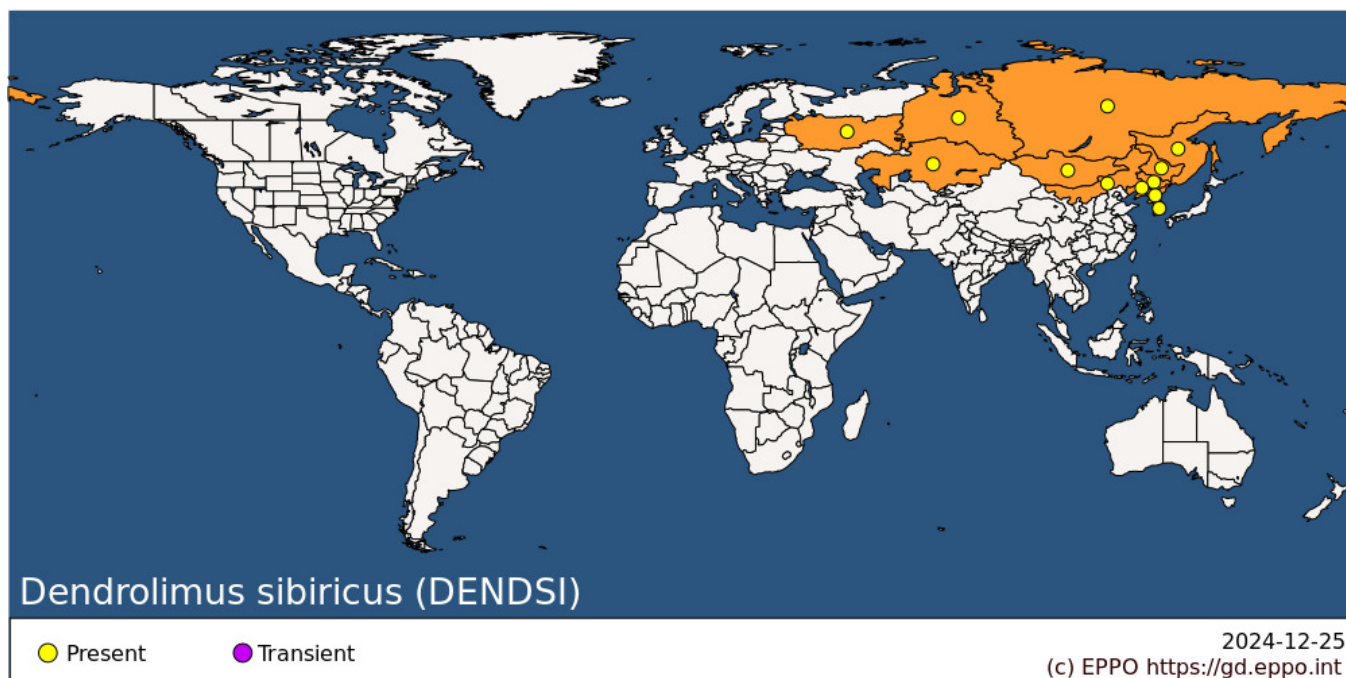 Dendrolimus sibiricus (DENDSI)
Present
Transient
2024-12-25
(c) EPPO https://gd.eppo.int